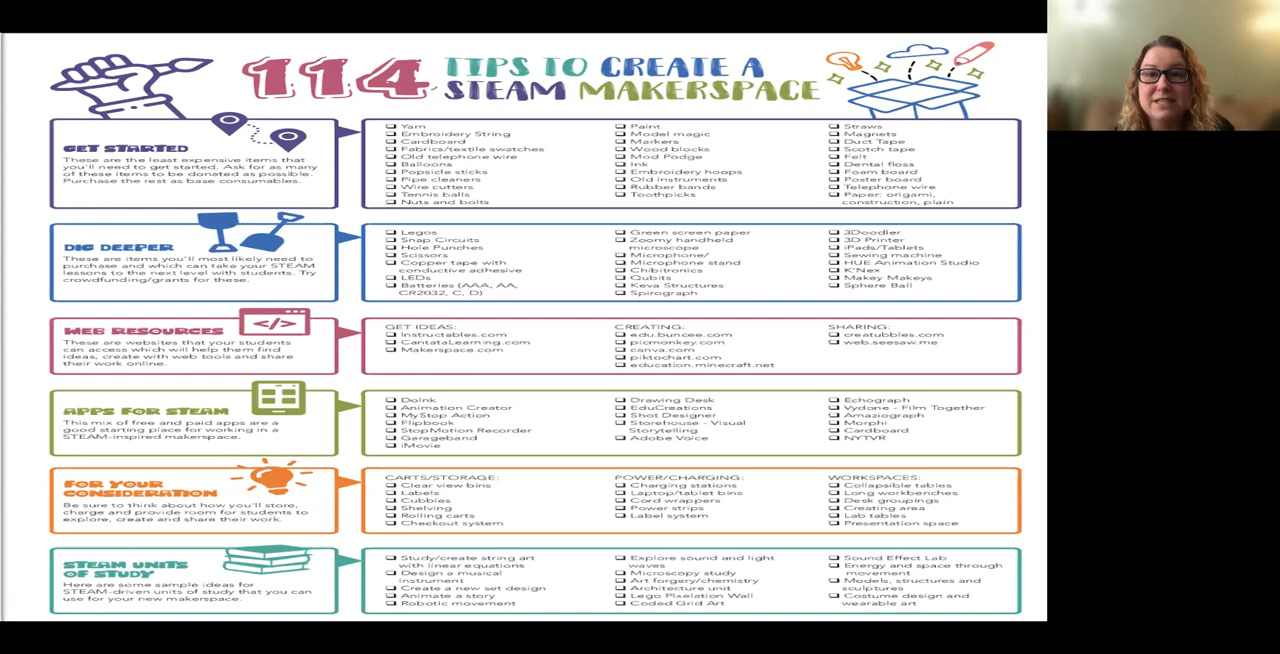 114 TIPS TO CREATE A
STEAM MAKERSPACE
GET STARTED
These are the least expensive items that
you'll need to get started. Ask for as many
of these items to be donated as possible.
Purchase the rest as base consumables.
Yarn
Embroidery String
Cardboard
Fabrics/textile swatches
Old telephone wire
Balloons
Popsicle sticks
Pipe cleaners
Wire cutters
Tennis balls
Nuts and bolts
Paint
Model magic
Markers
Wood blocks
Mod Podge
Ink
Embroidery hoops
Old instruments
Rubber bands
Toothpicks
Straws
Magnets
Duct Tape
Scotch tape
Felt
Dental floss
Foam board
Poster board
Telephone wire
Paper: origami,
construction, plain
DIG DEEPER
These are items you'll most likely need to
purchase and which can take your STEAM
lessons to the next level with students. Try
crowdfunding/grants for these.
Legos
Snap Circuits
Hole Punches
Scissors
Copper tape with
conductive adhesive
LEDs
Batteries (AAA, AA,
CR2032, C, D)
Green screen paper
Zoomy handheld
microscope
Microphone/
Microphone stand
Chibitronics
Qubits
Keva Structures
Spirograph
3Doodler
3D Printer
iPads/Tablets
Sewing machine
HUE Animation Studio
K'Nex
Makey Makeys
Sphere Ball
WEB RESOURCES
These are websites that your students
can access which will help them find
ideas, create with web tools and share
their work online.
</>
GET IDEAS:
Instructables.com
CantataLearning.com
Makerspace.com
CREATING:
edu.buncee.com
picmonkey.com
canva.com
piktochart.com
education.minecraft.net
SHARING:
creatubbles.com
web.seesaw.me
APPS FOR STEAM
This mix of free and paid apps are a
good starting place for working in a
STEAM-inspired makerspace.
DoInk
Animation Creator
MyStop Action
Flipbook
StopMotion Recorder
Garageband
iMovie
Drawing Desk
EduCreations
Shot Designer
Storehouse - Visual
Storytelling
Adobe Voice
Echograph
Vydone - Film Together
Amaziograph
Morphi
Cardboard
NYTVR
FOR YOUR
CONSIDERATION
Be sure to think about how you'll store,
charge and provide room for students to
explore, create and share their work.
CARTS/STORAGE:
Clear view bins
Labels
Cubbies
Shelving
Rolling carts
Checkout system
POWER/CHARGING:
Charging stations
Laptop/tablet bins
Cord wrappers
Power strips
Label system
WORKSPACES:
Collapsible tables
Long workbenches
Desk groupings
Creating area
Lab tables
Presentation space
STEAM UNITS
OF STUDY
Here are some sample ideas for
STEAM-driven units of study that you can
use for your new makerspace.
Study/create string art
with linear equations
Design a musical
instrument
Create a new set design
Animate a story
Robotic movement
Explore sound and light
waves
Microscopy study
Art forgery/chemistry
Architecture unit
Lego Pixelation Wall
Coded Grid Art
Sound Effect Lab
Energy and space through
movement
Models, structures and
sculptures
Costume design and
wearable art